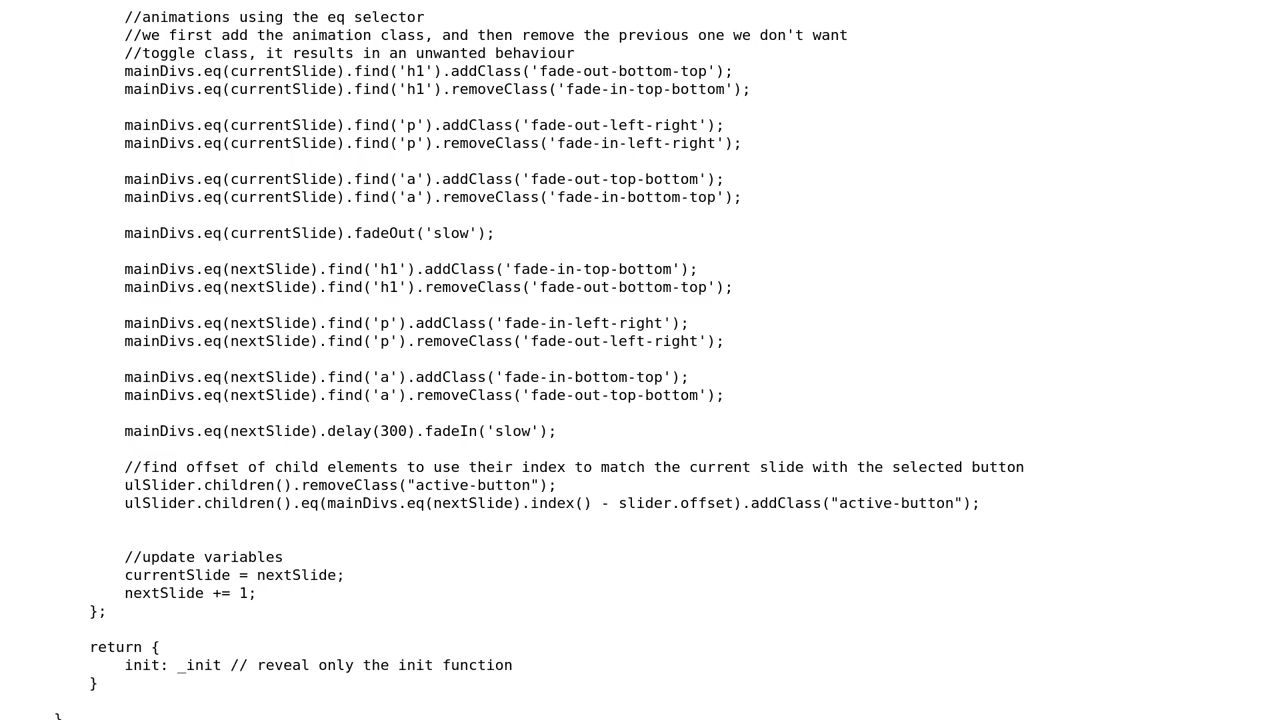 //animations using the eq selector
//we first add the animation class, and then remove the previous one we don't want
//toggle class, it results in an unwanted behaviour
mainDivs.eq(currentSlide).find('h1').addClass('fade-out-bottom-top');
mainDivs.eq(currentSlide).find('h1').removeClass('fade-in-top-bottom');
mainDivs.eq(currentSlide).find('p').addClass('fade-out-left-right');
mainDivs.eq(currentSlide).find('p').removeClass('fade-in-left-right');
mainDivs.eq(currentSlide).find('a').addClass('fade-out-top-bottom');
mainDivs.eq(currentSlide).find('a').removeClass('fade-in-bottom-top');
mainDivs.eq(currentSlide).fadeOut('slow');
mainDivs.eq(nextSlide).find('h1').addClass('fade-in-top-bottom');
mainDivs.eq(nextSlide).find('h1').removeClass('fade-out-bottom-top');
mainDivs.eq(nextSlide).find('p').addClass('fade-in-left-right');
mainDivs.eq(nextSlide).find('p').removeClass('fade-out-left-right');
mainDivs.eq(nextSlide).find('a').addClass('fade-in-bottom-top');
mainDivs.eq(nextSlide).find('a').removeClass('fade-out-top-bottom');
mainDivs.eq(nextSlide).delay(300).fadeIn('slow');
//find offset of child elements to use their index to match the current slide with the selected button
ulSlider.children().removeClass("active-button");
ulSlider.children().eq(mainDivs.eq(nextSlide).index() - slider.offset).addClass("active-button");
//update variables
currentSlide = nextSlide;
nextSlide += 1;
};
return {
init: _init // reveal only the init function
}
}